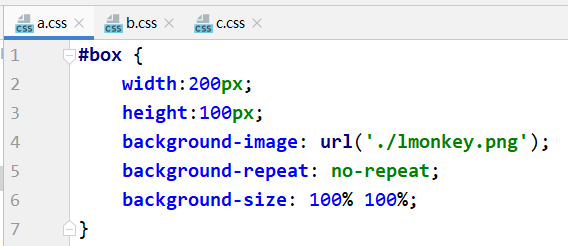 a.css b.css c.css
1 #box {
2 width:200px;
3 height:100px;
4 background-image: url('./lmonkey.png');
5 background-repeat: no-repeat;
6 background-size: 100% 100%;
7 }